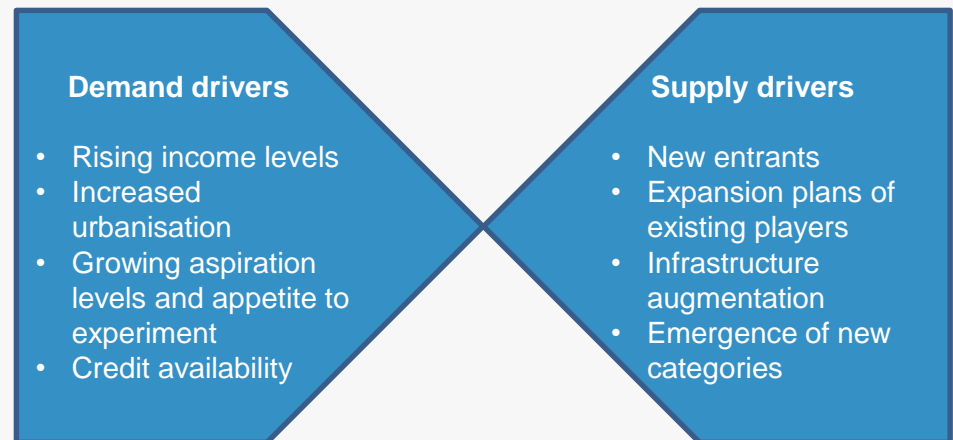 Demand drivers
• Rising income levels
• Increased
urbanisation
• Growing aspiration
levels and appetite to
experiment
• Credit availability
Supply drivers
• New entrants
• Expansion plans of
existing players
• Infrastructure
augmentation
• Emergence of new
categories